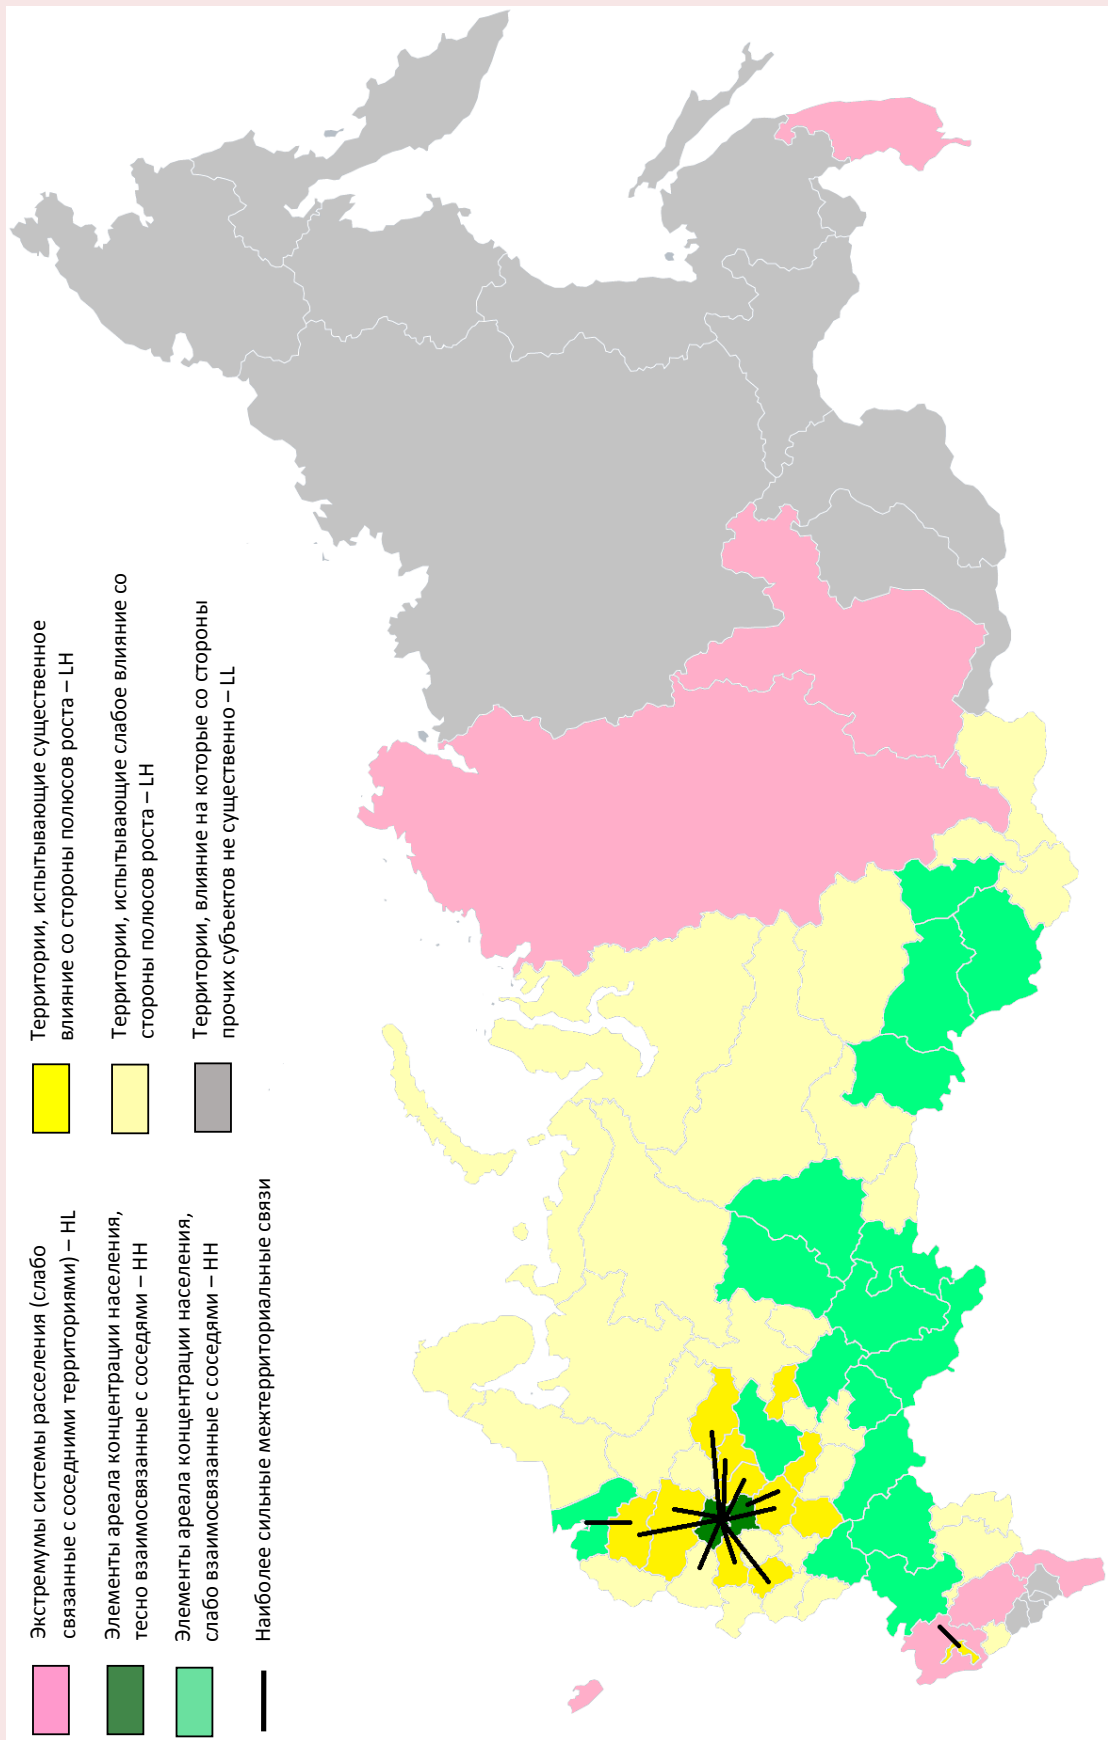 Экстремумы системы расселения (слабо
связанные с соседними территориями) – HL
Элементы ареала концентрации населения,
тесно взаимосвязанные с соседями – HH
Элементы ареала концентрации населения,
слабо взаимосвязанные с соседями – HH
Наиболее сильные межтерриториальные связи
Территории, испытывающие существенное
влияние со стороны полюсов роста – LH
Территории, испытывающие слабое влияние со
стороны полюсов роста – LH
Территории, влияние на которые со стороны
прочих субъектов не существенно – LL